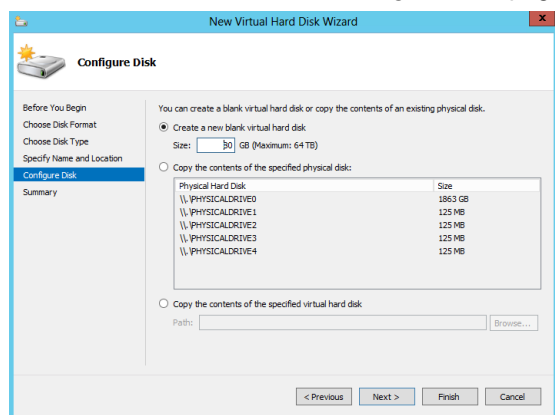 New Virtual Hard Disk Wizard
x
Configure Disk
Before You Begin
Choose Disk Format
Choose Disk Type
Specify Name and Location
Configure Disk
Summary
You can create a blank virtual hard disk or copy the contents of an existing physical disk.
Create a new blank virtual hard disk
Size: GB (Maximum: 64 TB)
Copy the contents of the specified physical disk:
Physical Hard Disk Size
\\.\PHYSICALDRIVE0 1863 GB
\\.\PHYSICALDRIVE1 125 MB
\\.\PHYSICALDRIVE2 125 MB
\\.\PHYSICALDRIVE3 125 MB
\\.\PHYSICALDRIVE4 125 MB
Copy the contents of the specified virtual hard disk
Path: Browse...
< Previous Next > Finish Cancel